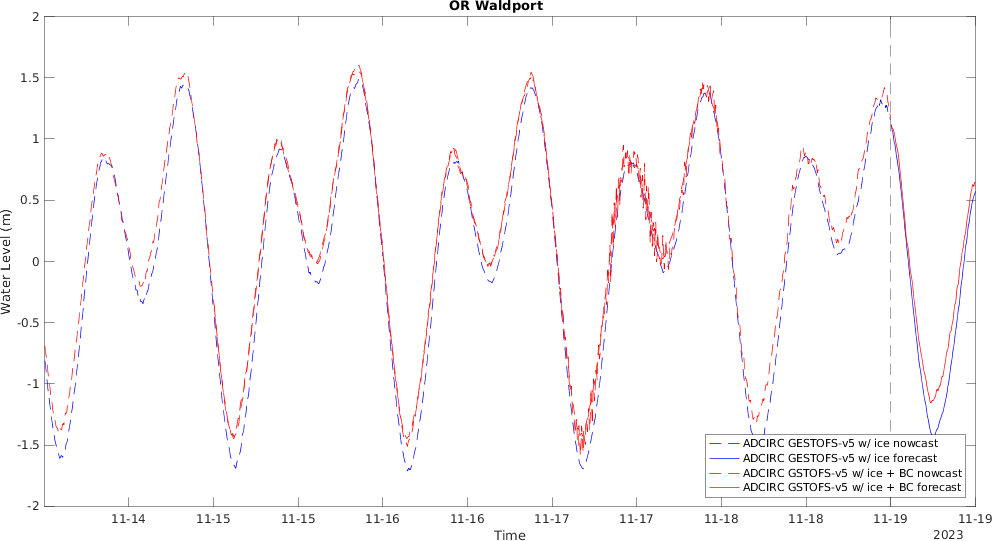 OR Waldport
2
1.5
1
0.5
0
-0.5
-1
-1.5
-2
Water Level (m)
ADCIRC GESTOFS-v5 w/ ice nowcast
ADCIRC GESTOFS-v5 w/ ice forecast
ADCIRC GSTOFS-v5 w/ ice + BC nowcast
ADCIRC GSTOFS-v5 w/ ice + BC forecast
11-14 11-15 11-15 11-16 11-16 11-17 11-17 11-18 11-18 11-19 11-19
Time
2023